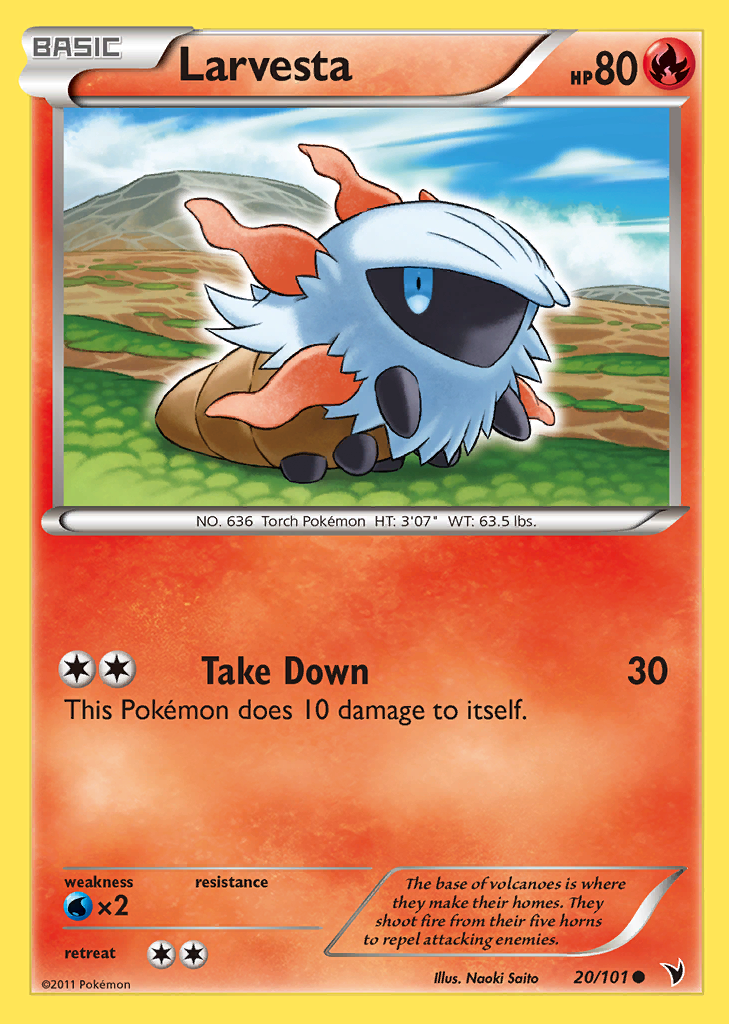 BASIC
Larvesta
HP80
NO. 636 Torch Pokémon HT: 3'07" WT: 63.5 lbs.
Take Down 30
This Pokémon does 10 damage to itself.
weakness resistance
×2
The base of volcanoes is where
they make their homes. They
shoot fire from their five horns
to repel attacking enemies.
retreat
©2011 Pokémon
Illus. Naoki Saito
20/101